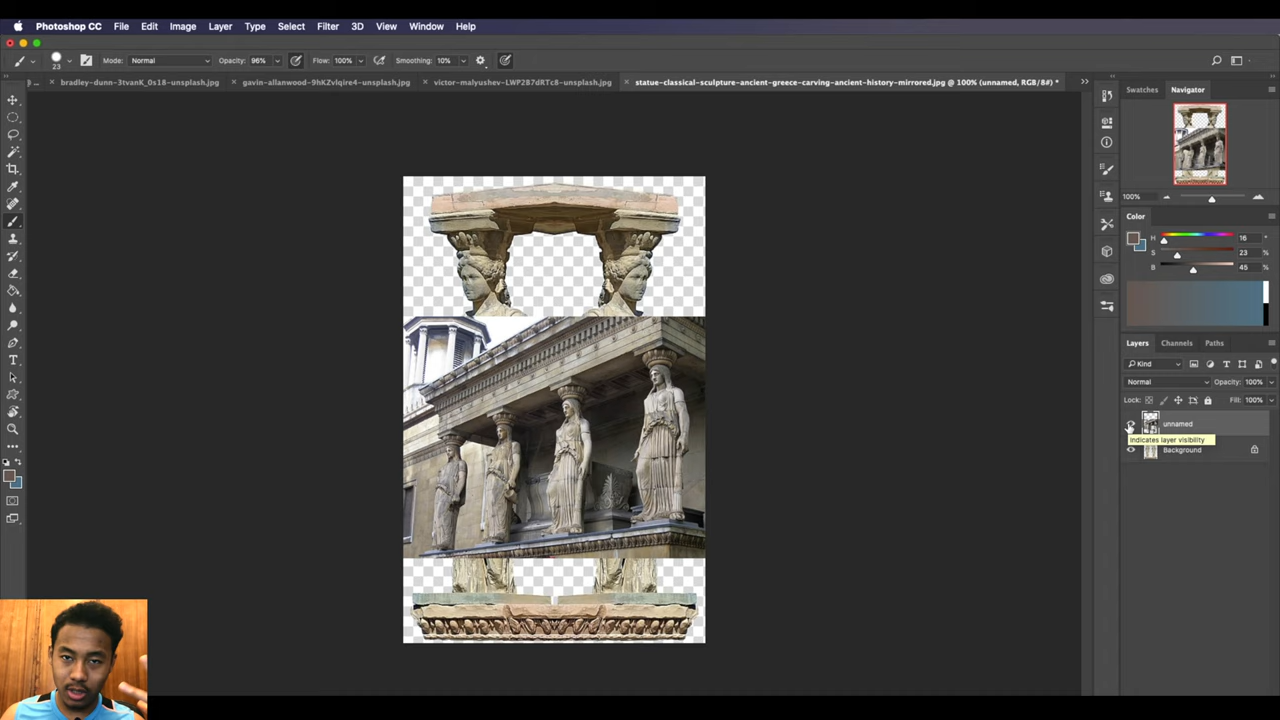 Photoshop CC File Edit Image Layer Type Select Filter 3D View Window Help
23 Mode: Normal Opacity: 96% Flow: 100% Smoothing: 10%
... bradley-dunn-3tvanK_0s18-unsplash.jpg gavin-allanwood-9hKZvlqire4-unsplash.jpg victor-malyushev-LWP2B7dRTc8-unsplash.jpg statue-classical-sculpture-ancient-greece-carving-ancient-history-mirrored.jpg @ 100% (unnamed, RGB/8#) *
Swatches Navigator
100%
Color
H 16 °
S 23 %
B 45 %
Layers Channels Paths
Kind
Normal Opacity: 100%
Lock: Fill: 100%
unnamed
Indicates layer visibility
Background